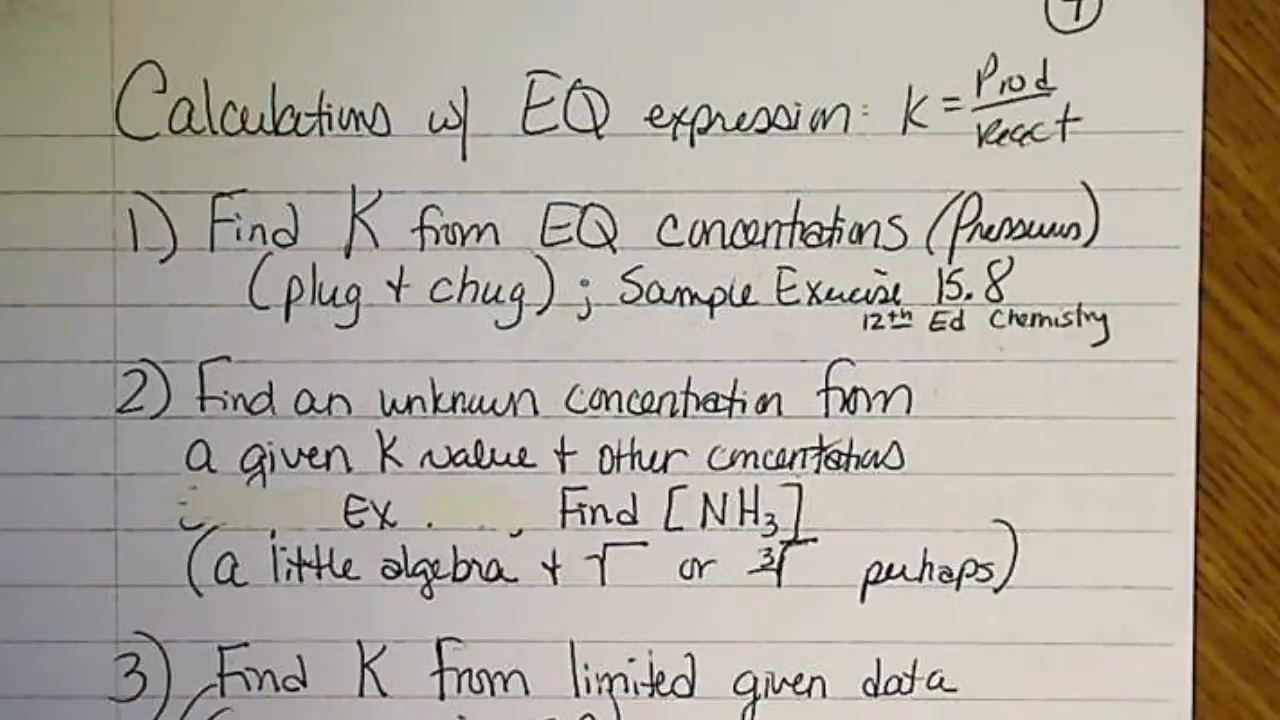 Calculations w/ EQ expression: K = Prod / React
1) Find K from EQ concentrations (Pressures)
(plug + chug) ; Sample Exercise 15.8
12th Ed Chemistry
2) Find an unknown concentration from
a given K value + other concentrations
Ex. Find [NH3]
(a little algebra + √ or ∛ perhaps)
3) Find K from limited given data